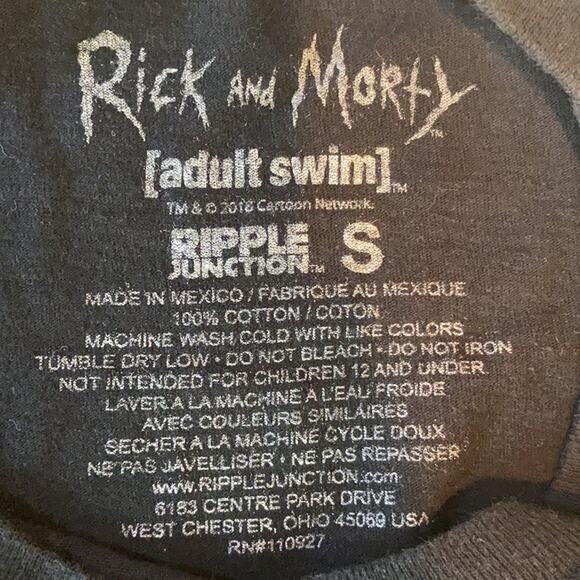 Rick and Morty™
[adult swim]™
TM & © 2018 Cartoon Network.
RIPPLE JUNCTION™ S
MADE IN MEXICO / FABRIQUE AU MEXIQUE
100% COTTON / COTON
MACHINE WASH/COLD WITH LIKE COLORS
TUMBLE DRY LOW • DO NOT BLEACH • DO NOT IRON
NOT INTENDED FOR CHILDREN 12 AND UNDER
LAVER A LA MACHINE À L'EAU FROIDE
AVEC COULEURS SIMILAIRES
SECHER A LA MACHINE CYCLE DOUX
NE PAS JAVELLISER • NE PAS REPASSER
www.RIPPLEJUNCTION.com
6183 CENTRE PARK DRIVE
WEST CHESTER, OHIO 45069 USA
RN#110927